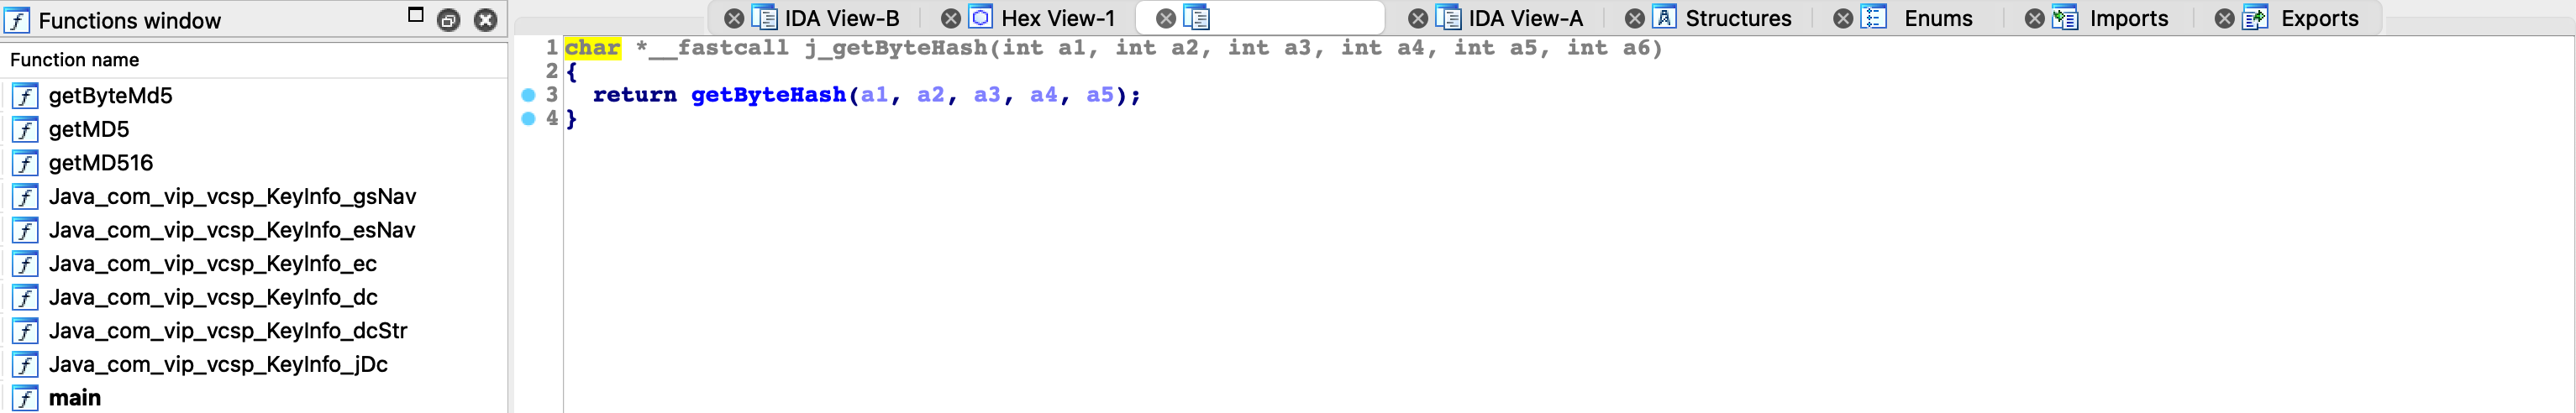 Functions window
IDA View-B
Hex View-1
IDA View-A
Structures
Enums
Imports
Exports
Function name
getByteMd5
getMD5
getMD516
Java_com_vip_vcsp_KeyInfo_gsNav
Java_com_vip_vcsp_KeyInfo_esNav
Java_com_vip_vcsp_KeyInfo_ec
Java_com_vip_vcsp_KeyInfo_dc
Java_com_vip_vcsp_KeyInfo_dcStr
Java_com_vip_vcsp_KeyInfo_jDc
main
1 char *__fastcall j_getByteHash(int a1, int a2, int a3, int a4, int a5, int a6)
2 {
3 return getByteHash(a1, a2, a3, a4, a5);
4 }